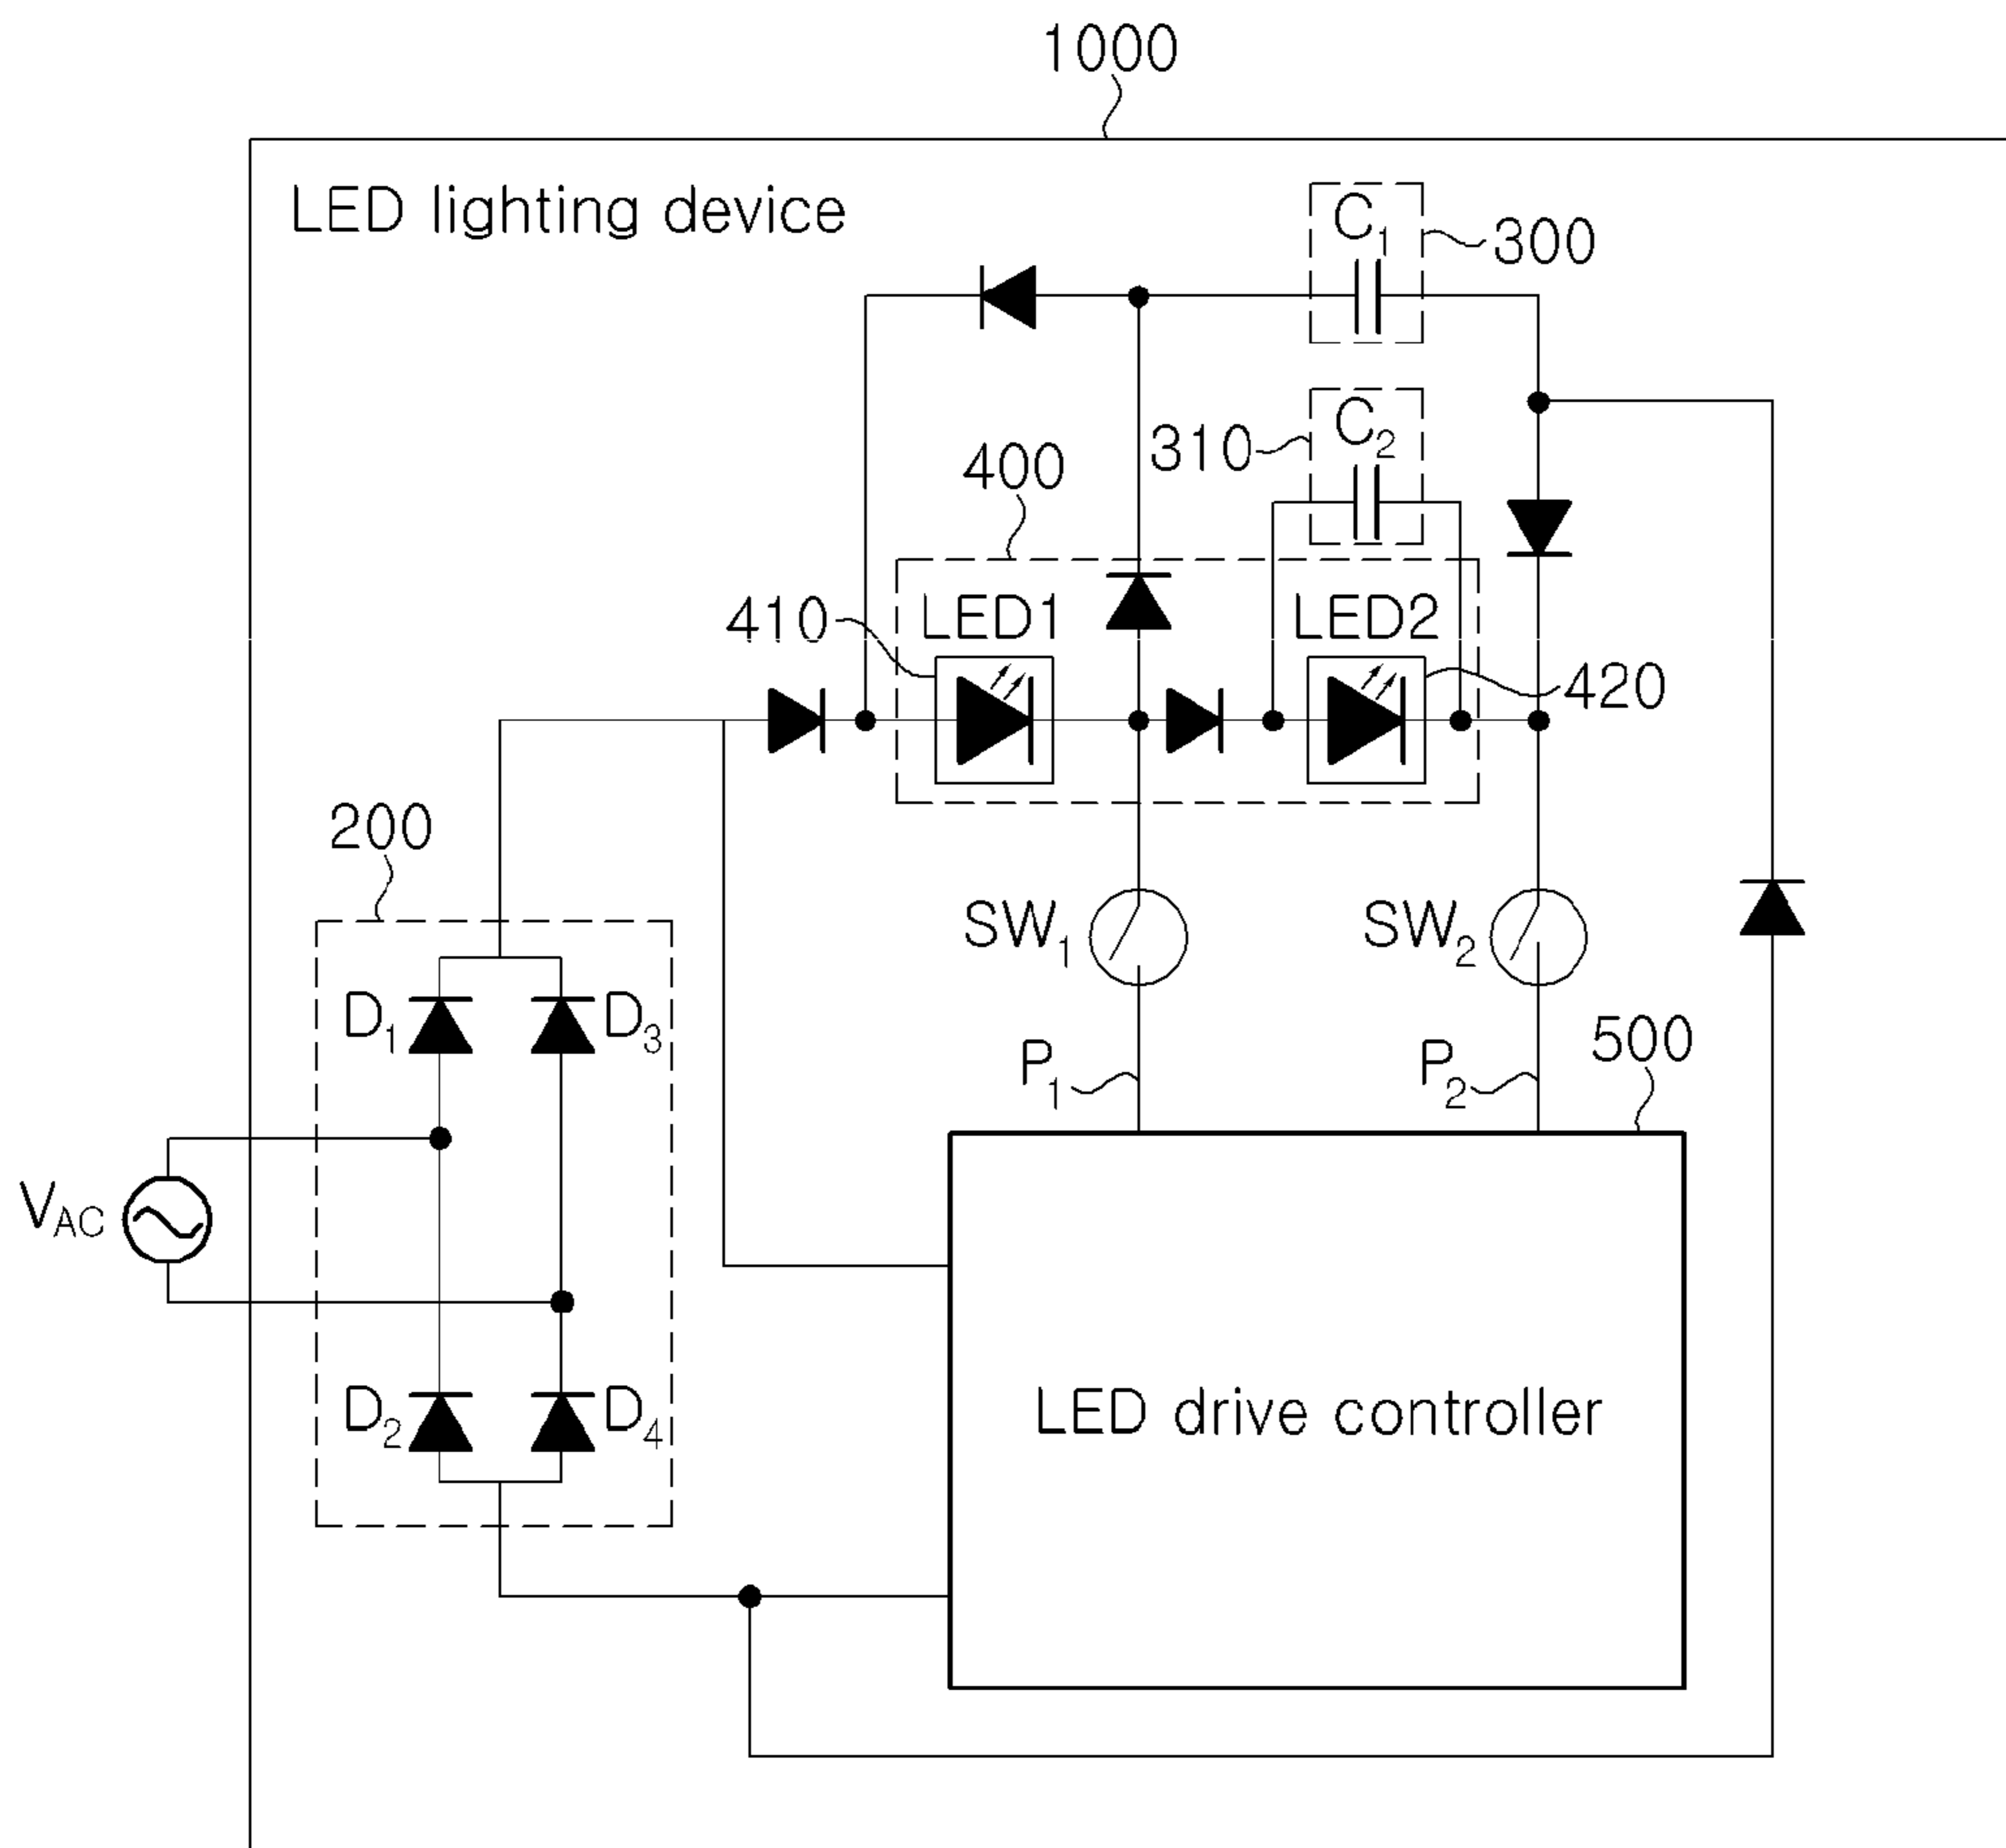 1000
LED lighting device
C1
300
C2
310
400
410
LED1
LED2
420
200
SW1
SW2
D1
D3
P1
P2
500
VAC
D2
D4
LED drive controller